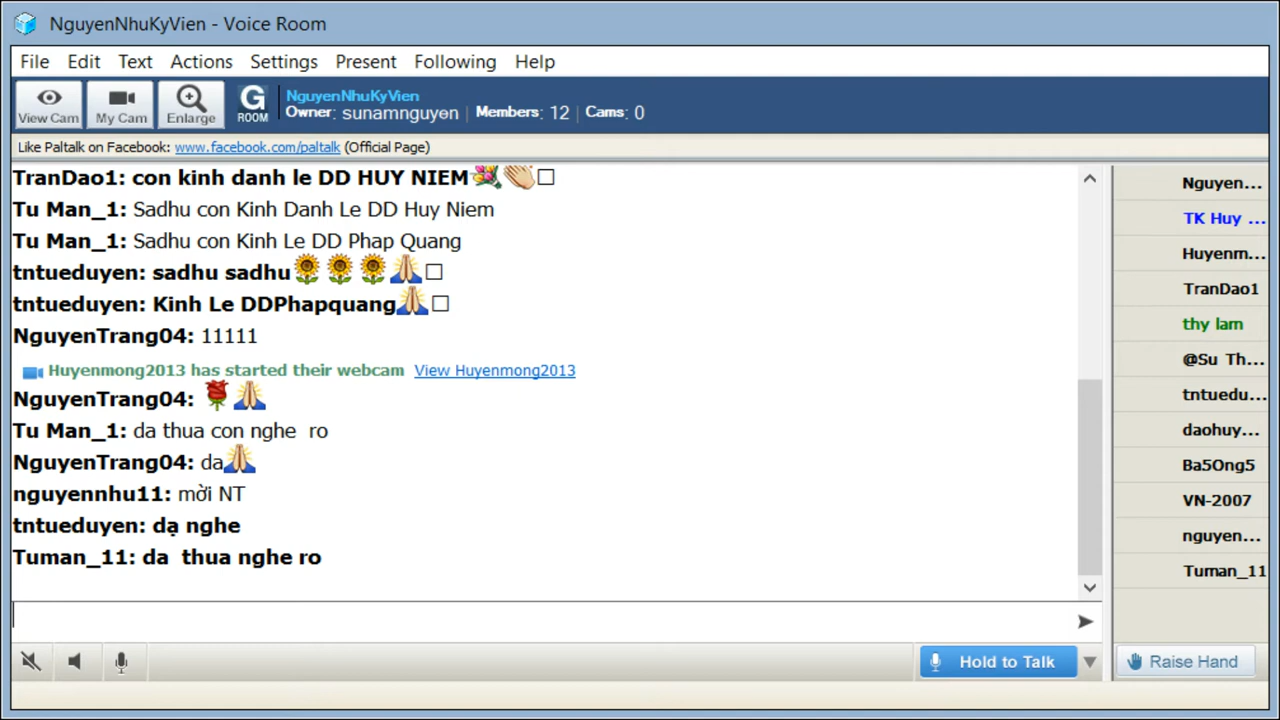 NguyenNhuKyVien - Voice Room
File Edit Text Actions Settings Present Following Help
View Cam My Cam Enlarge G ROOM
NguyenNhuKyVien
Owner: sunamnguyen | Members: 12 | Cams: 0
Like Paltalk on Facebook: www.facebook.com/paltalk (Official Page)
TranDao1: con kinh danh le DD HUY NIEM💐👏□
Tu Man_1: Sadhu con Kinh Danh Le DD Huy Niem
Tu Man_1: Sadhu con Kinh Le DD Phap Quang
tntueduyen: sadhu sadhu🌻🌻🌻🙏□
tntueduyen: Kinh Le DDPhapquang🙏□
NguyenTrang04: 11111
Huyenmong2013 has started their webcam View Huyenmong2013
NguyenTrang04: 🌹🙏
Tu Man_1: da thua con nghe ro
NguyenTrang04: da🙏
nguyennhu11: mời NT
tntueduyen: dạ nghe
Tuman_11: da thua nghe ro
Nguyen...
TK Huy ...
Huyenm...
TranDao1
thy lam
@Su Th...
tntuedu...
daohuy...
Ba5Ong5
VN-2007
nguyen...
Tuman_11
Hold to Talk
Raise Hand